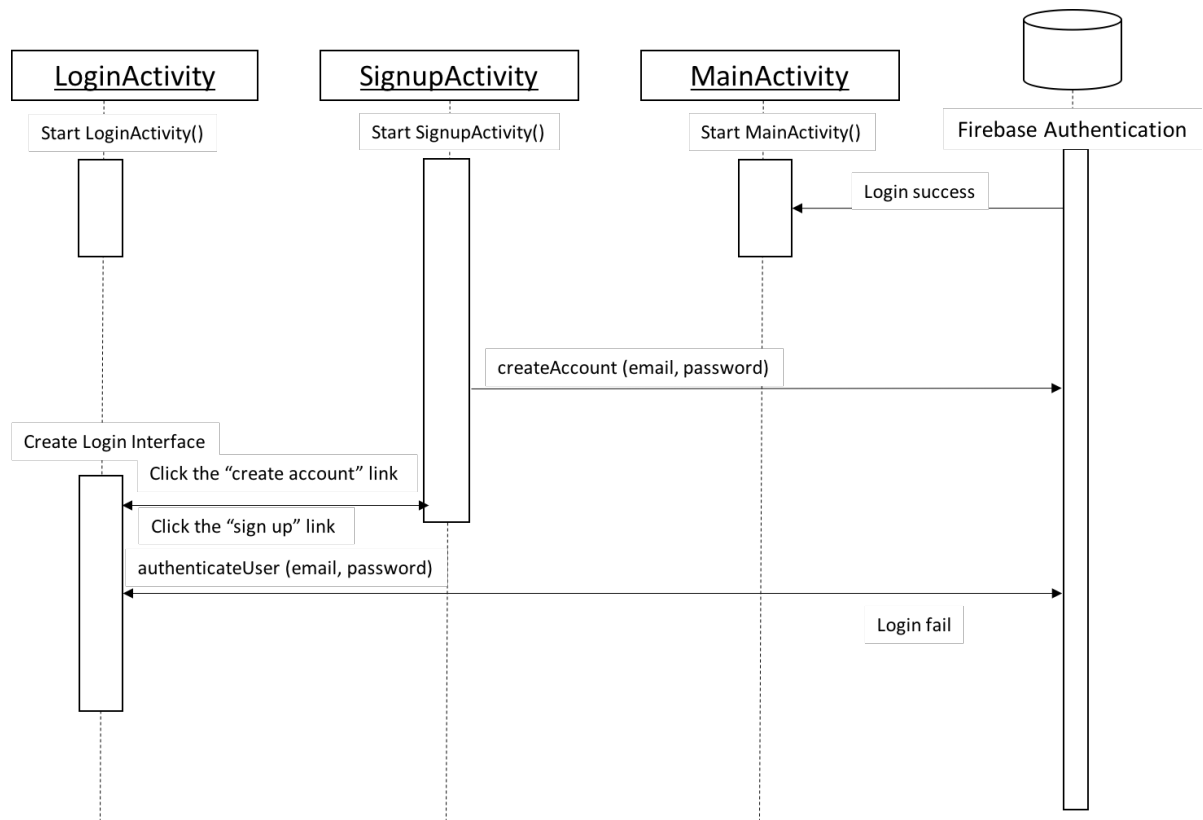 LoginActivity
SignupActivity
MainActivity
Start LoginActivity()
Start SignupActivity()
Start MainActivity()
Firebase Authentication
Login success
createAccount (email, password)
Create Login Interface
Click the “create account” link
Click the “sign up” link
authenticateUser (email, password)
Login fail